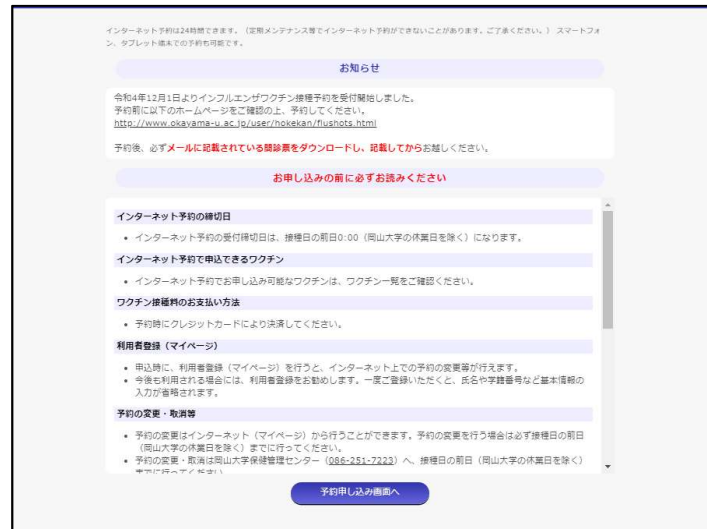 インターネット予約は24時間できます。（定期メンテナンス等でインターネット予約ができないことがあります。ご了承ください。） スマートフォ
ン、タブレット端末での予約も可能です。
お知らせ
令和4年12月1日よりインフルエンザワクチン接種予約を受付開始しました。
予約前に以下のホームページをご確認の上、予約してください。
http://www.okayama-u.ac.jp/user/hokekan/flushots.html
予約後、必ずメールに記載されている問診票をダウンロードし、記載してからお越しください。
お申し込みの前に必ずお読みください
インターネット予約の締切日
• インターネット予約の受付締切日は、接種日の前日0:00（岡山大学の休業日を除く）になります。
インターネット予約で申込できるワクチン
• インターネット予約でお申し込み可能なワクチンは、ワクチン一覧をご確認ください。
ワクチン接種料のお支払い方法
• 予約時にクレジットカードにより決済してください。
利用者登録（マイページ）
• 申込時に、利用者登録（マイページ）を行うと、インターネット上での予約の変更等が行えます。
• 今後も利用される場合には、利用者登録をお勧めします。一度ご登録いただくと、氏名や学籍番号など基本情報の
入力が省略されます。
予約の変更・取消等
• 予約の変更はインターネット（マイページ）から行うことができます。予約の変更を行う場合は必ず接種日の前日
（岡山大学の休業日を除く）までに行ってください。
• 予約の変更・取消は岡山大学保健管理センター（086-251-7223）へ、接種日の前日（岡山大学の休業日を除く）
までに行ってください
予約申し込み画面へ